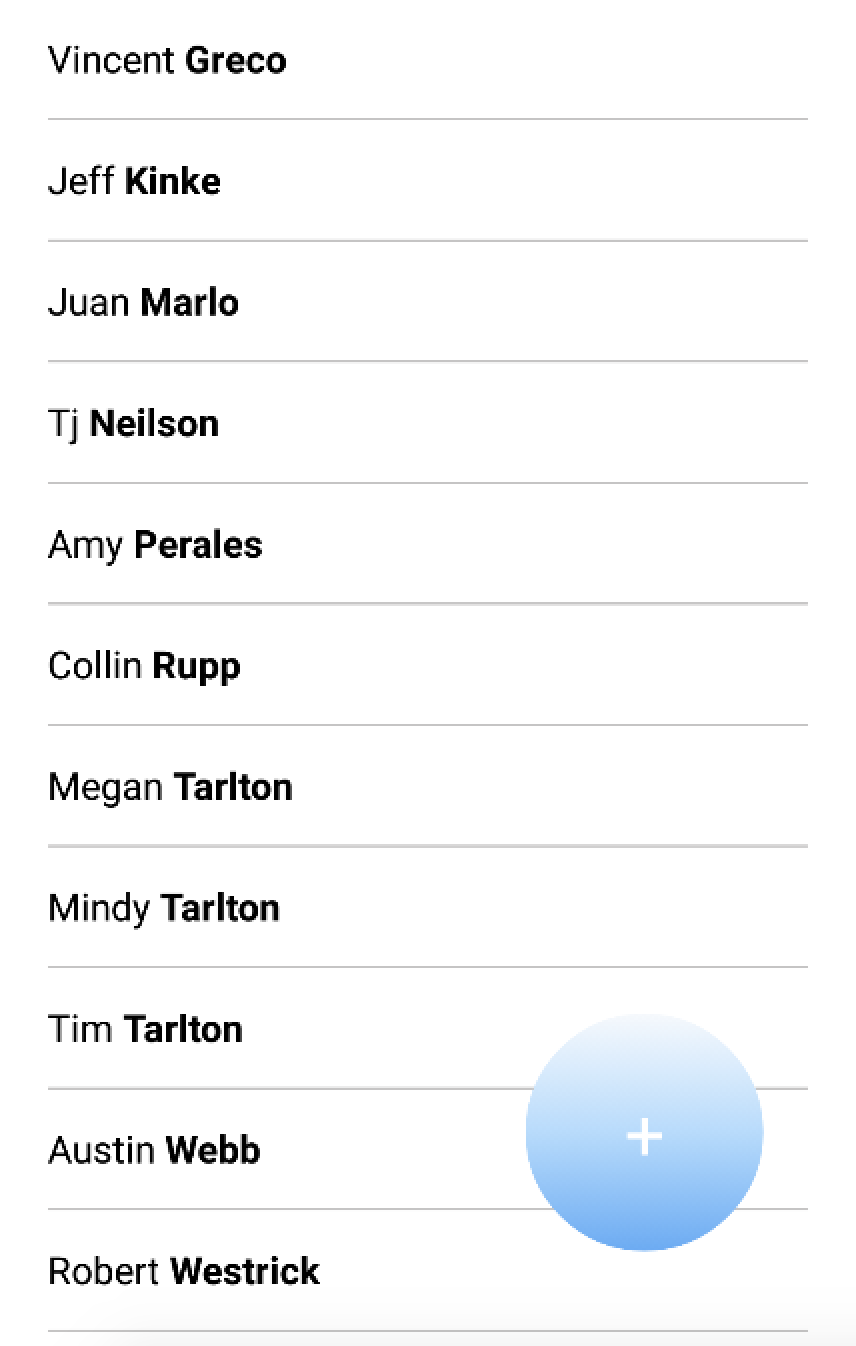 Vincent Greco
Jeff Kinke
Juan Marlo
Tj Neilson
Amy Perales
Collin Rupp
Megan Tarlton
Mindy Tarlton
Tim Tarlton
Austin Webb
+
Robert Westrick